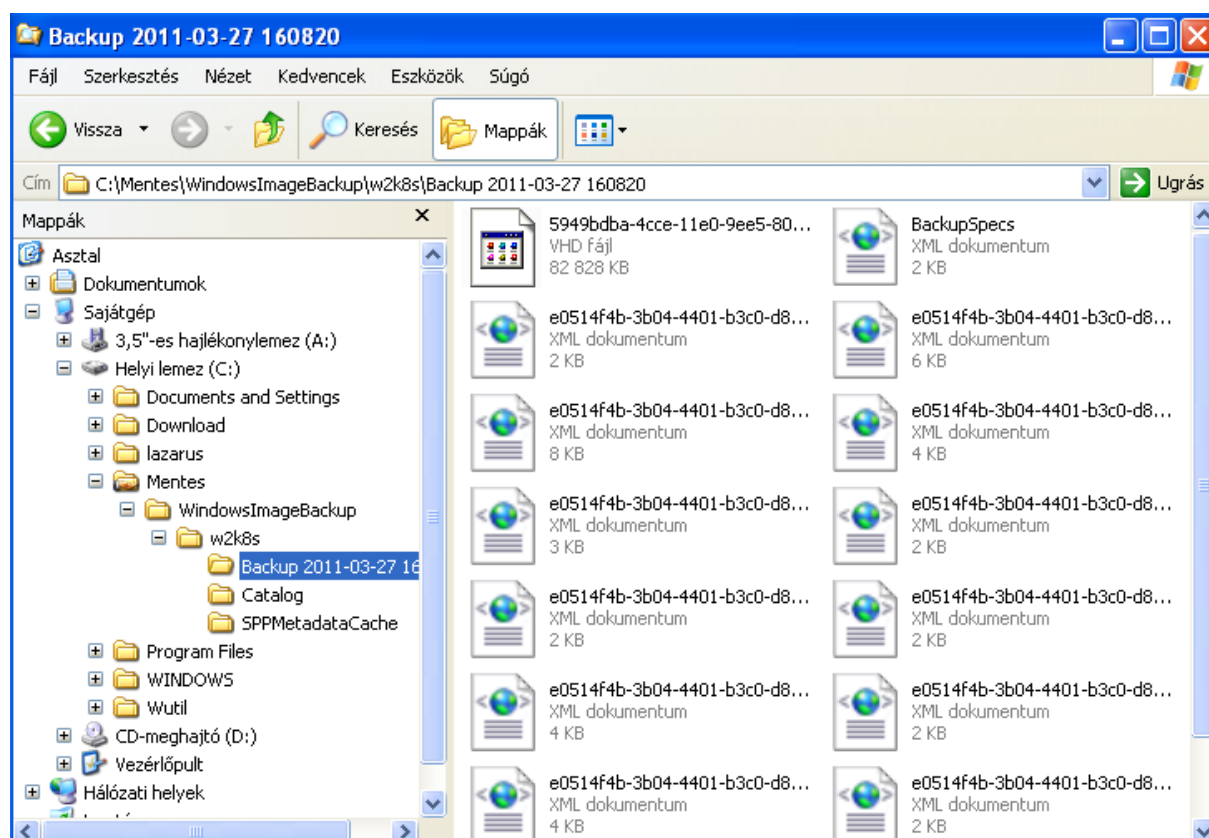 Backup 2011-03-27 160820
Fájl Szerkesztés Nézet Kedvencek Eszközök Súgó
Vissza Keresés Mappák
Cím C:\Mentes\WindowsImageBackup\w2k8s\Backup 2011-03-27 160820 Ugrás
Mappák
Asztal
Dokumentumok
Sajátgép
3,5"-es hajlékonylemez (A:)
Helyi lemez (C:)
Documents and Settings
Download
lazarus
Mentes
WindowsImageBackup
w2k8s
Backup 2011-03-27 16
Catalog
SPPMetadataCache
Program Files
WINDOWS
Wutil
CD-meghajtó (D:)
Vezérlőpult
Hálózati helyek
5949bdba-4cce-11e0-9ee5-80...
VHD fájl
82 828 KB
BackupSpecs
XML dokumentum
2 KB
e0514f4b-3b04-4401-b3c0-d8...
XML dokumentum
2 KB
e0514f4b-3b04-4401-b3c0-d8...
XML dokumentum
6 KB
e0514f4b-3b04-4401-b3c0-d8...
XML dokumentum
8 KB
e0514f4b-3b04-4401-b3c0-d8...
XML dokumentum
4 KB
e0514f4b-3b04-4401-b3c0-d8...
XML dokumentum
3 KB
e0514f4b-3b04-4401-b3c0-d8...
XML dokumentum
2 KB
e0514f4b-3b04-4401-b3c0-d8...
XML dokumentum
2 KB
e0514f4b-3b04-4401-b3c0-d8...
XML dokumentum
2 KB
e0514f4b-3b04-4401-b3c0-d8...
XML dokumentum
4 KB
e0514f4b-3b04-4401-b3c0-d8...
XML dokumentum
2 KB
e0514f4b-3b04-4401-b3c0-d8...
XML dokumentum
4 KB
e0514f4b-3b04-4401-b3c0-d8...
XML dokumentum
2 KB